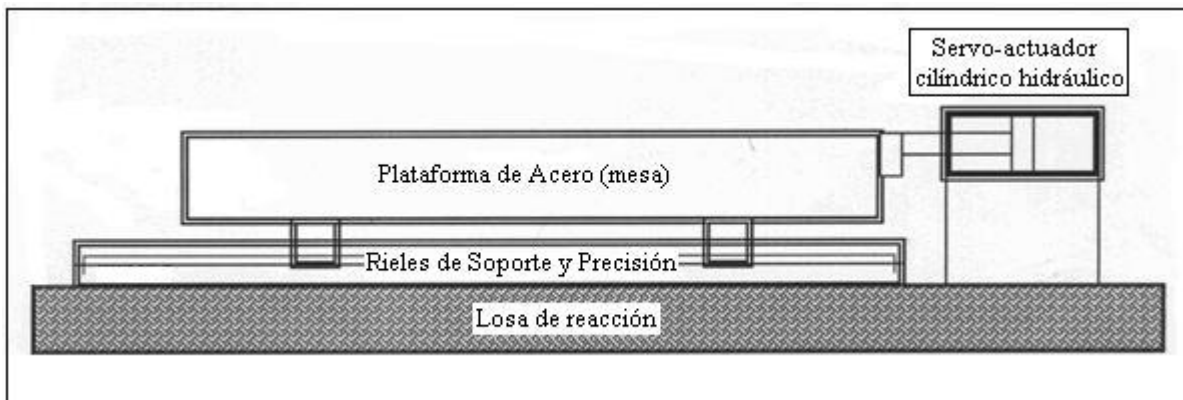 Servo-actuador
cilíndrico hidráulico
Plataforma de Acero (mesa)
Rieles de Soporte y Precisión
Losa de reacción